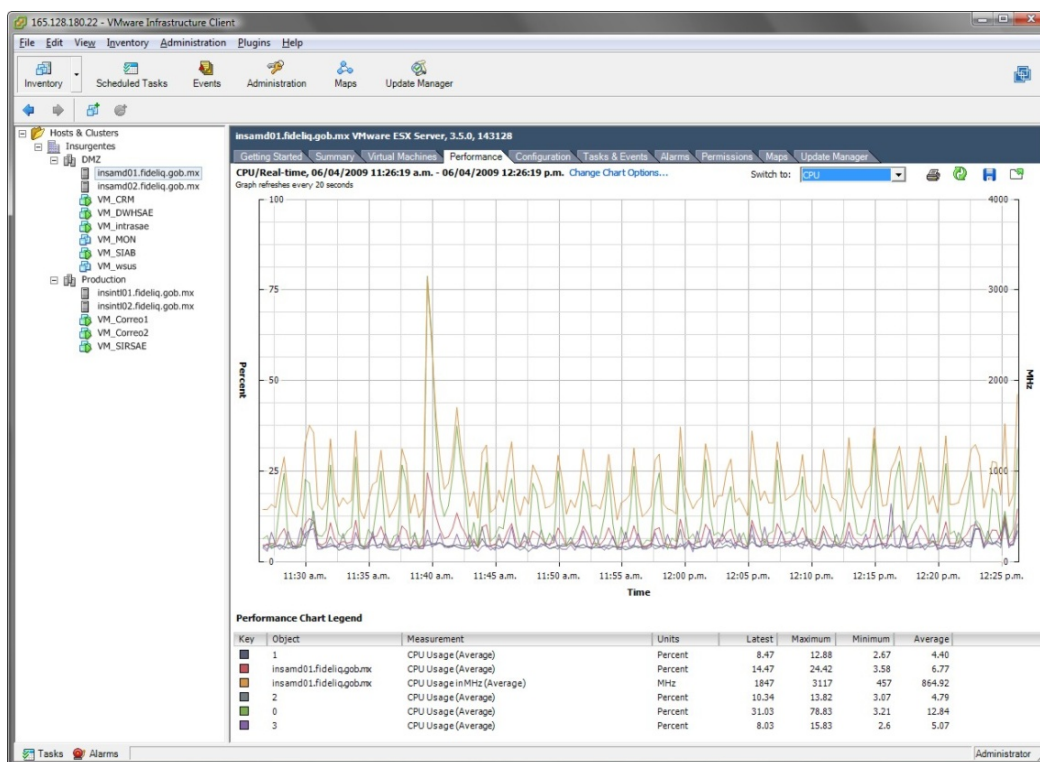 165.128.180.22 - VMware Infrastructure Client
File Edit View Inventory Administration Plugins Help
Inventory Scheduled Tasks Events Administration Maps Update Manager
Hosts & Clusters
Insurgentes
DMZ
insamd01.fideliq.gob.mx
insamd02.fideliq.gob.mx
VM_CRM
VM_DWHSAE
VM_intrasae
VM_MON
VM_SIAB
VM_wsus
Production
insintl01.fideliq.gob.mx
insintl02.fideliq.gob.mx
VM_Correo1
VM_Correo2
VM_SIRSAE
insamd01.fideliq.gob.mx VMware ESX Server, 3.5.0, 143128
Getting Started Summary Virtual Machines Performance Configuration Tasks & Events Alarms Permissions Maps Update Manager
CPU/Real-time, 06/04/2009 11:26:19 a.m. - 06/04/2009 12:26:19 p.m. Change Chart Options... Switch to: CPU
Graph refreshes every 20 seconds
100 4000
75 3000
50 2000
25 1000
0 0
Percent
MHz
11:30 a.m. 11:35 a.m. 11:40 a.m. 11:45 a.m. 11:50 a.m. 11:55 a.m. 12:00 p.m. 12:05 p.m. 12:10 p.m. 12:15 p.m. 12:20 p.m. 12:25 p.m.
Time
Performance Chart Legend
Key Object Measurement Units Latest Maximum Minimum Average
1 CPU Usage (Average) Percent 8.47 12.88 2.67 4.40
insamd01.fideliq.gob.mx CPU Usage (Average) Percent 14.47 24.42 3.58 6.77
insamd01.fideliq.gob.mx CPU Usage in MHz (Average) MHz 1847 3117 457 864.92
2 CPU Usage (Average) Percent 10.34 13.82 3.07 4.79
0 CPU Usage (Average) Percent 31.03 78.83 3.21 12.84
3 CPU Usage (Average) Percent 8.03 15.83 2.6 5.07
Tasks Alarms Administrator